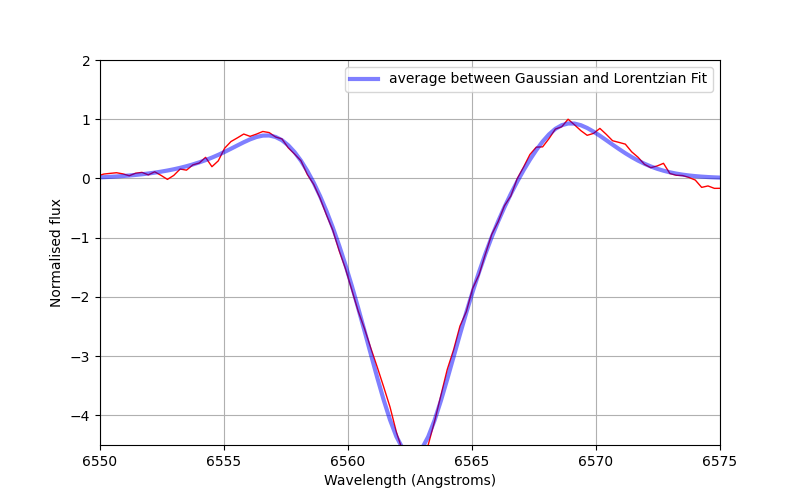 average between Gaussian and Lorentzian Fit
2
1
0
−1
−2
−3
−4
Normalised flux
6550 6555 6560 6565 6570 6575
Wavelength (Angstroms)